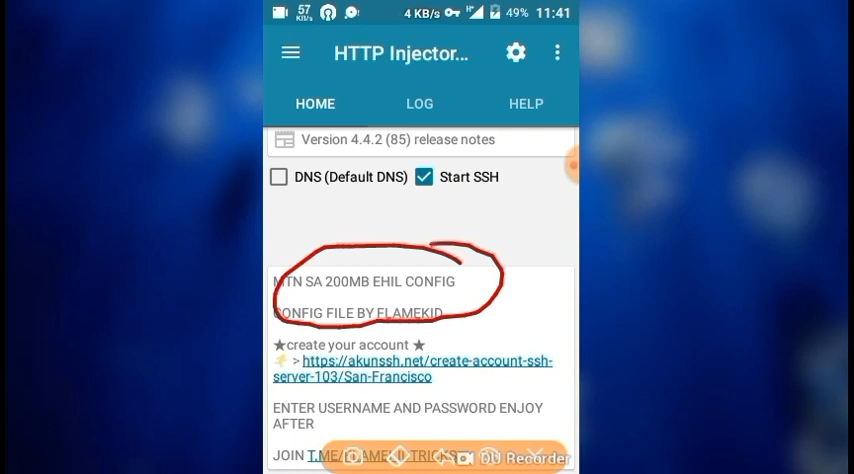 57
KB/s
4 KB/s
H+
49%
11:41
HTTP Injector...
HOME
LOG
HELP
Version 4.4.2 (85) release notes
DNS (Default DNS)
Start SSH
MTN SA 200MB EHIL CONFIG
CONFIG FILE BY FLAMEKID
★create your account ★
> https://akunssh.net/create-account-ssh-
server-103/San-Francisco
ENTER USERNAME AND PASSWORD ENJOY
AFTER
JOIN
DU Recorder